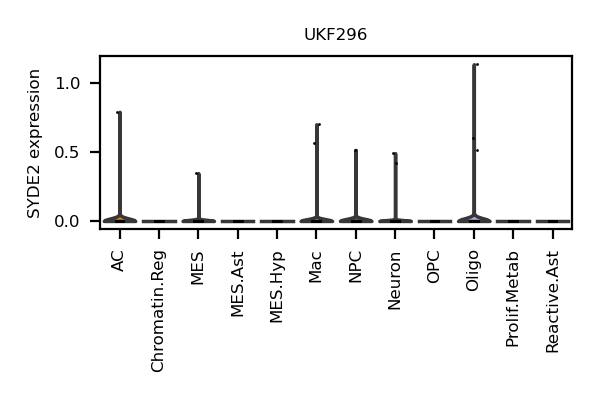 UKF296
SYDE2 expression
1.0
0.5
0.0
AC
Chromatin.Reg
MES
MES.Ast
MES.Hyp
Mac
NPC
Neuron
OPC
Oligo
Prolif.Metab
Reactive.Ast